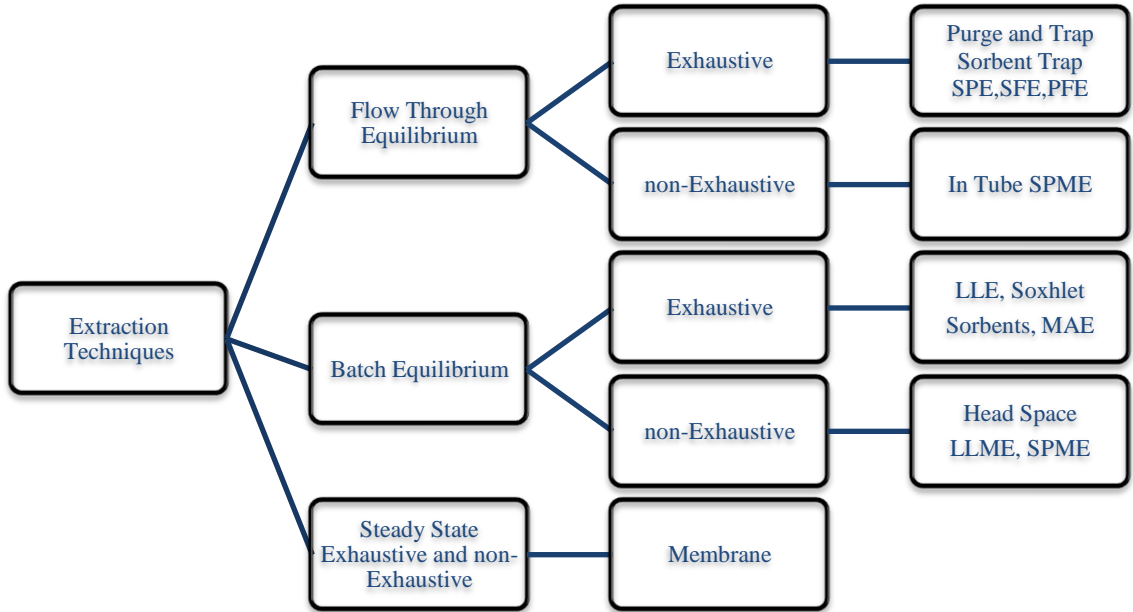 Extraction
Techniques
Flow Through
Equilibrium
Exhaustive
Purge and Trap
Sorbent Trap
SPE,SFE,PFE
non-Exhaustive
In Tube SPME
Batch Equilibrium
Exhaustive
LLE, Soxhlet
Sorbents, MAE
non-Exhaustive
Head Space
LLME, SPME
Steady State
Exhaustive and non-
Exhaustive
Membrane